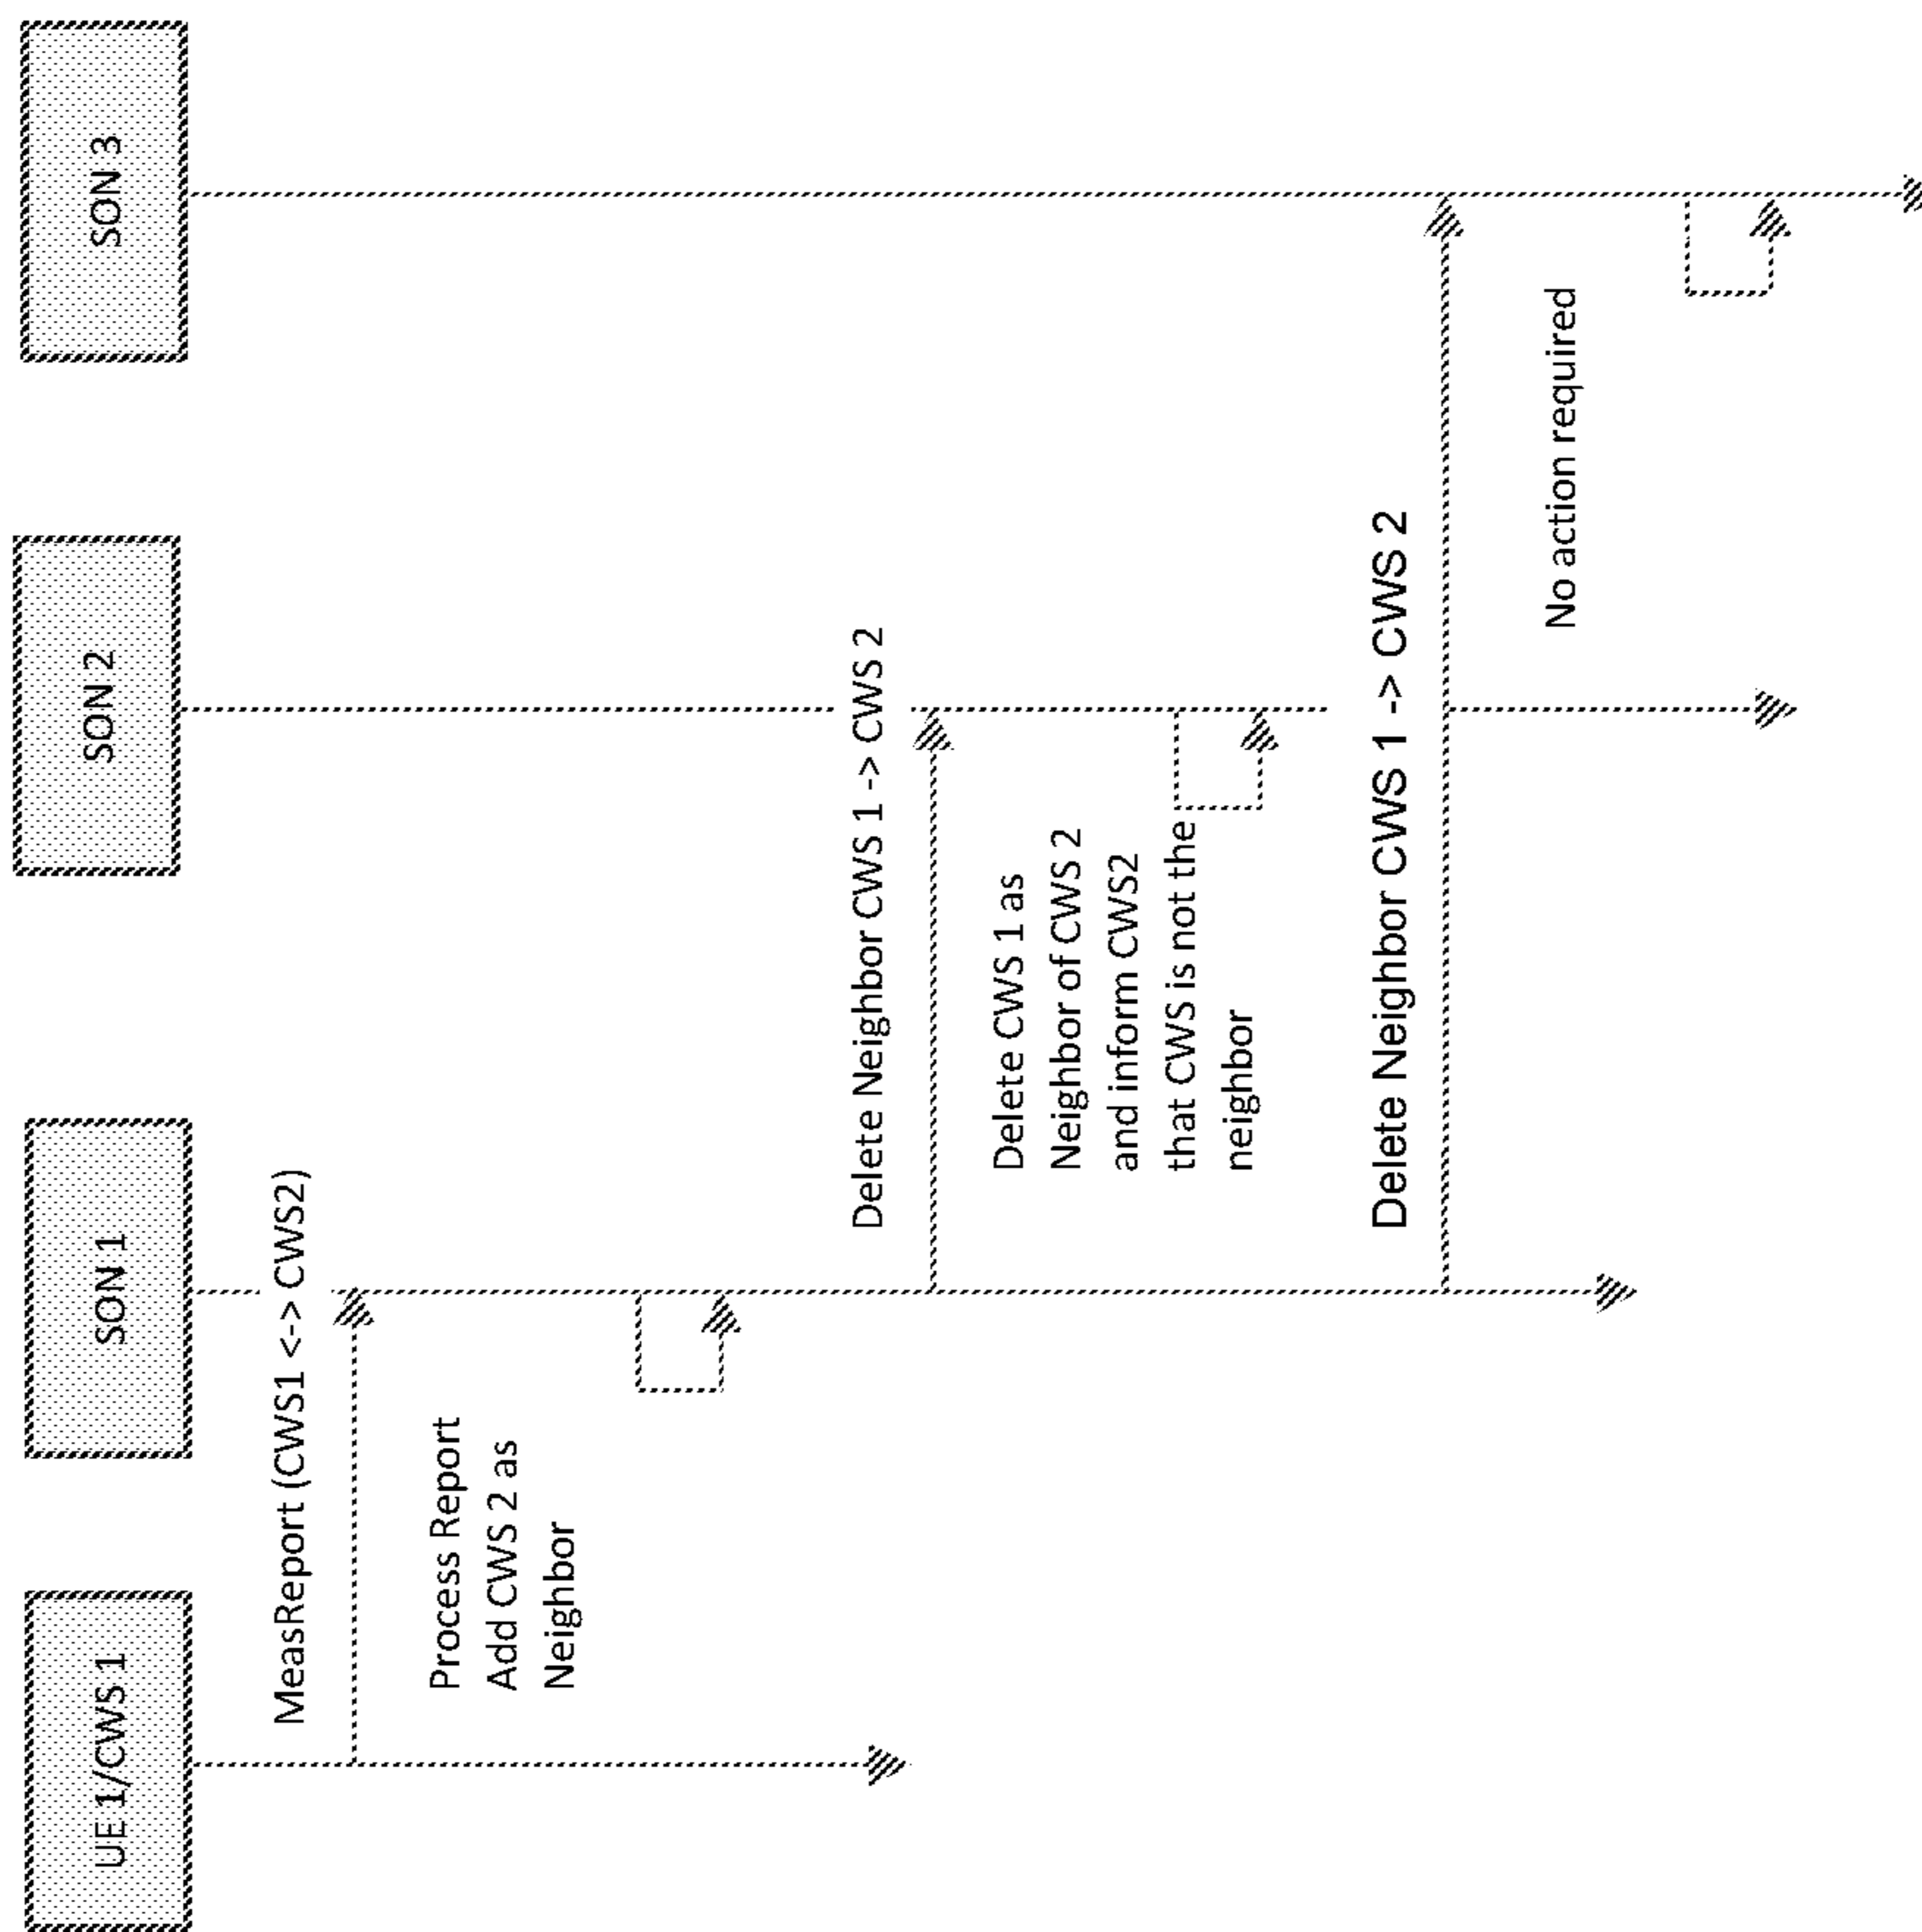 UE 1/CWS 1
SON 1
SON 2
SON 3
MeasReport (CWS1 <-> CWS2)
Process Report
Add CWS 2 as
Neighbor
Delete Neighbor CWS 1 -> CWS 2
Delete CWS 1 as
Neighbor of CWS 2
and inform CWS2
that CWS is not the
neighbor
Delete Neighbor CWS 1 -> CWS 2
No action required